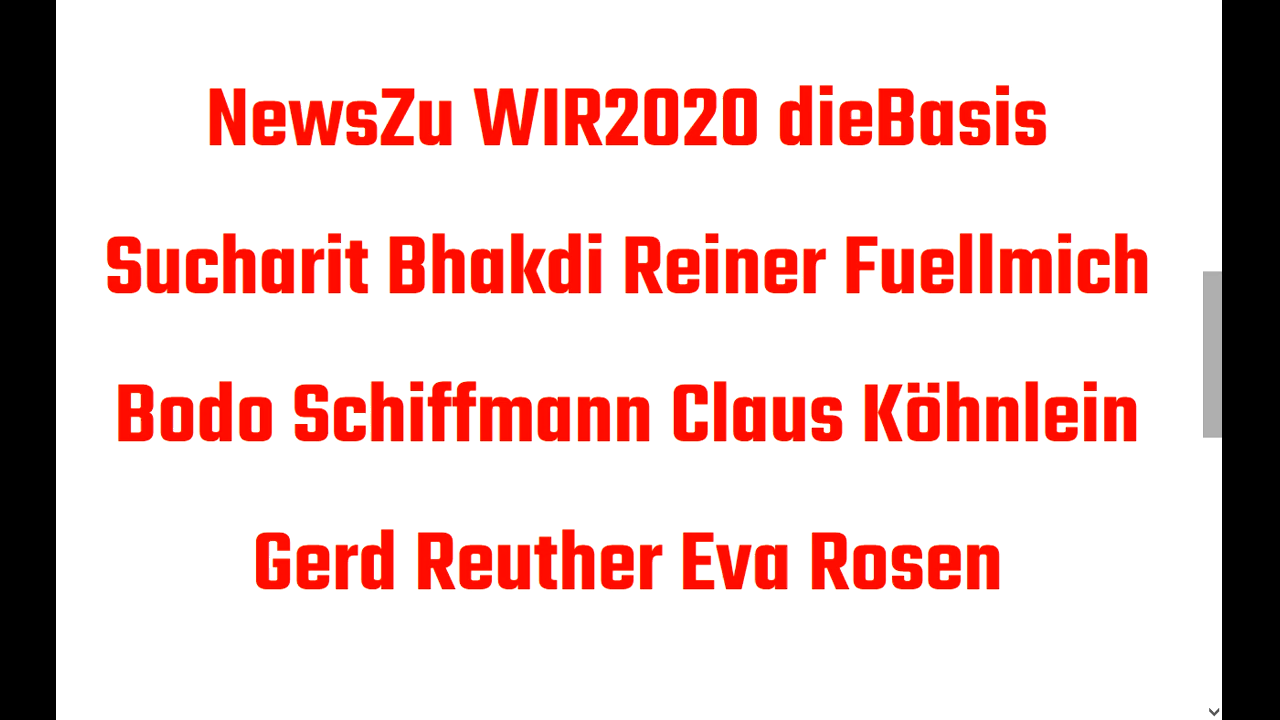 NewsZu WIR2020 dieBasis
Sucharit Bhakdi Reiner Fuellmich
Bodo Schiffmann Claus Köhnlein
Gerd Reuther Eva Rosen